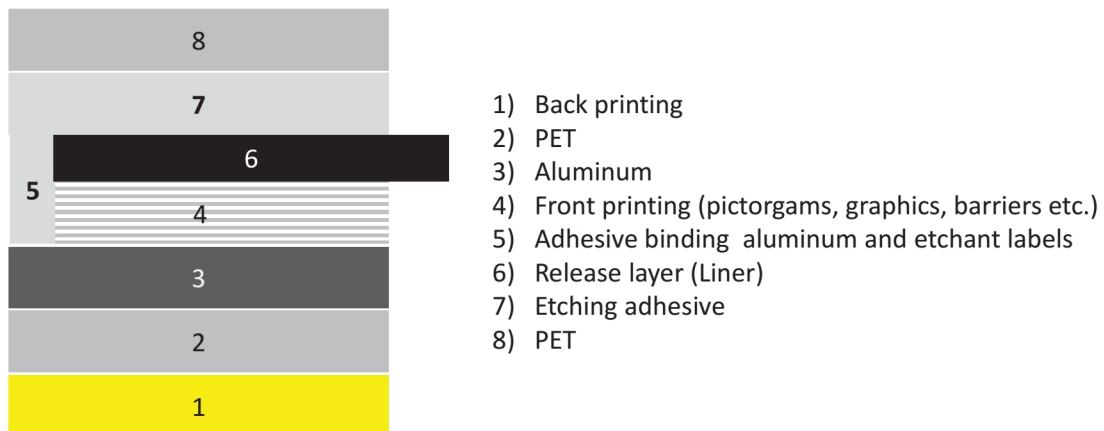 8
7
6
5
4
3
2
1
1) Back printing
2) PET
3) Aluminum
4) Front printing (pictorgams, graphics, barriers etc.)
5) Adhesive binding aluminum and etchant labels
6) Release layer (Liner)
7) Etching adhesive
8) PET